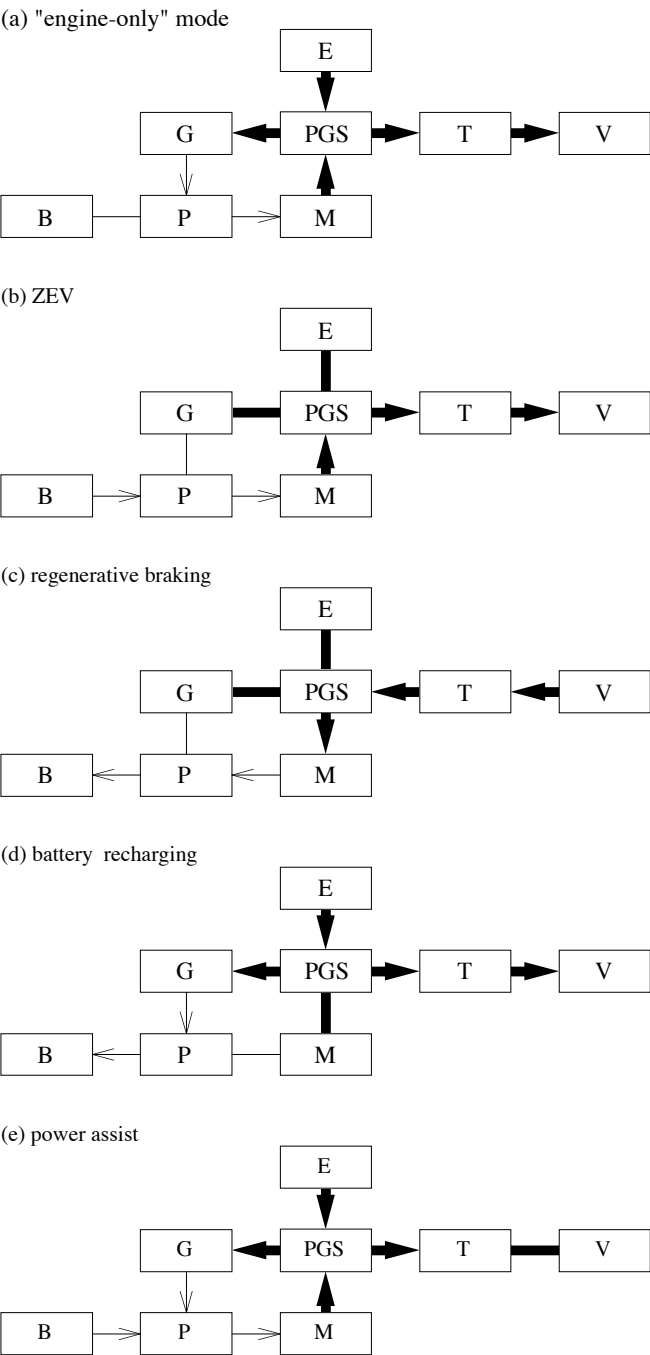 (a) "engine-only" mode
E
G PGS T V
B P M
(b) ZEV
E
G PGS T V
B P M
(c) regenerative braking
E
G PGS T V
B P M
(d) battery recharging
E
G PGS T V
B P M
(e) power assist
E
G PGS T V
B P M